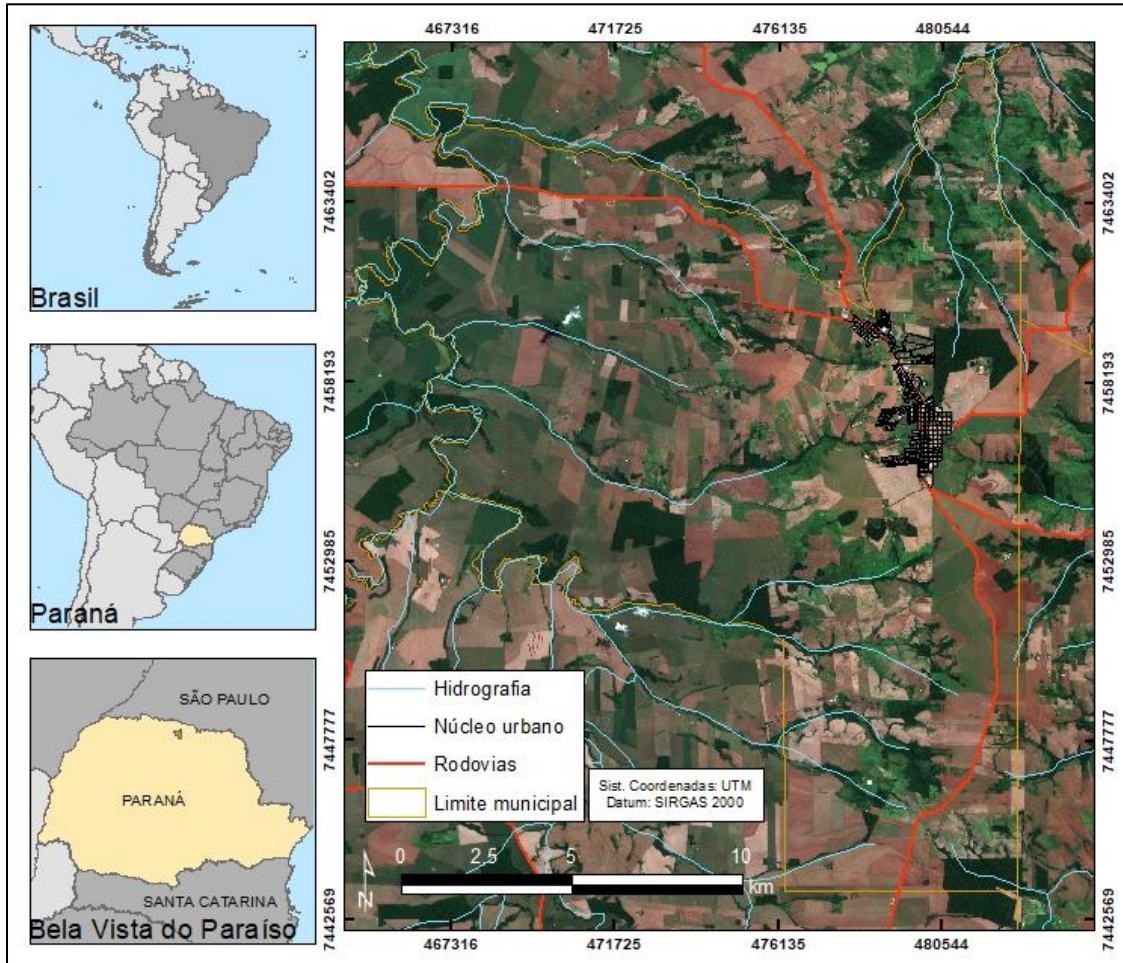 Brasil
Paraná
SÃO PAULO
PARANÁ
SANTA CATARINA
Bela Vista do Paraíso
467316
471725
476135
480544
7463402
7458193
7452985
7447777
7442569
7463402
7458193
7452985
7447777
7442569
Hidrografia
Núcleo urbano
Rodovias
Limite municipal
Sist. Coordenadas: UTM
Datum: SIRGAS 2000
0 2,5 5 10
km
N
467316
471725
476135
480544